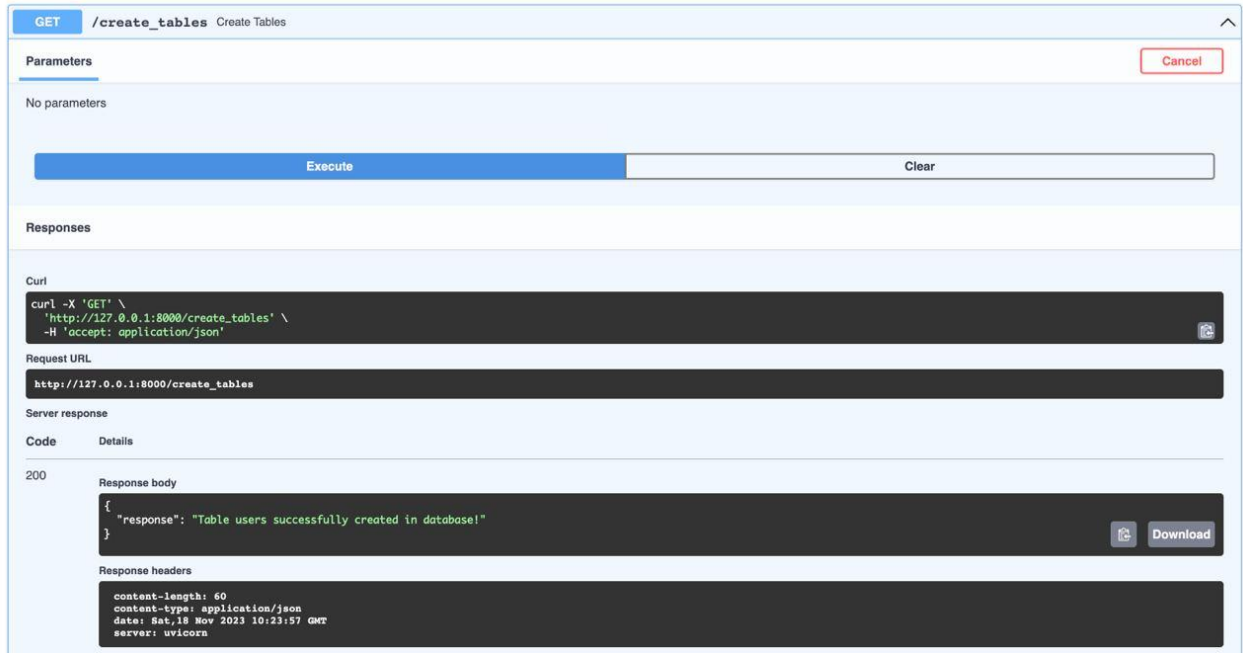 GET /create_tables Create Tables
Parameters
Cancel
No parameters
Execute
Clear
Responses
Curl
curl -X 'GET' \
'http://127.0.0.1:8000/create_tables' \
-H 'accept: application/json'
Request URL
http://127.0.0.1:8000/create_tables
Server response
Code Details
200
Response body
{
"response": "Table users successfully created in database!"
}
Download
Response headers
content-length: 60
content-type: application/json
date: Sat,18 Nov 2023 10:23:57 GMT
server: uvicorn